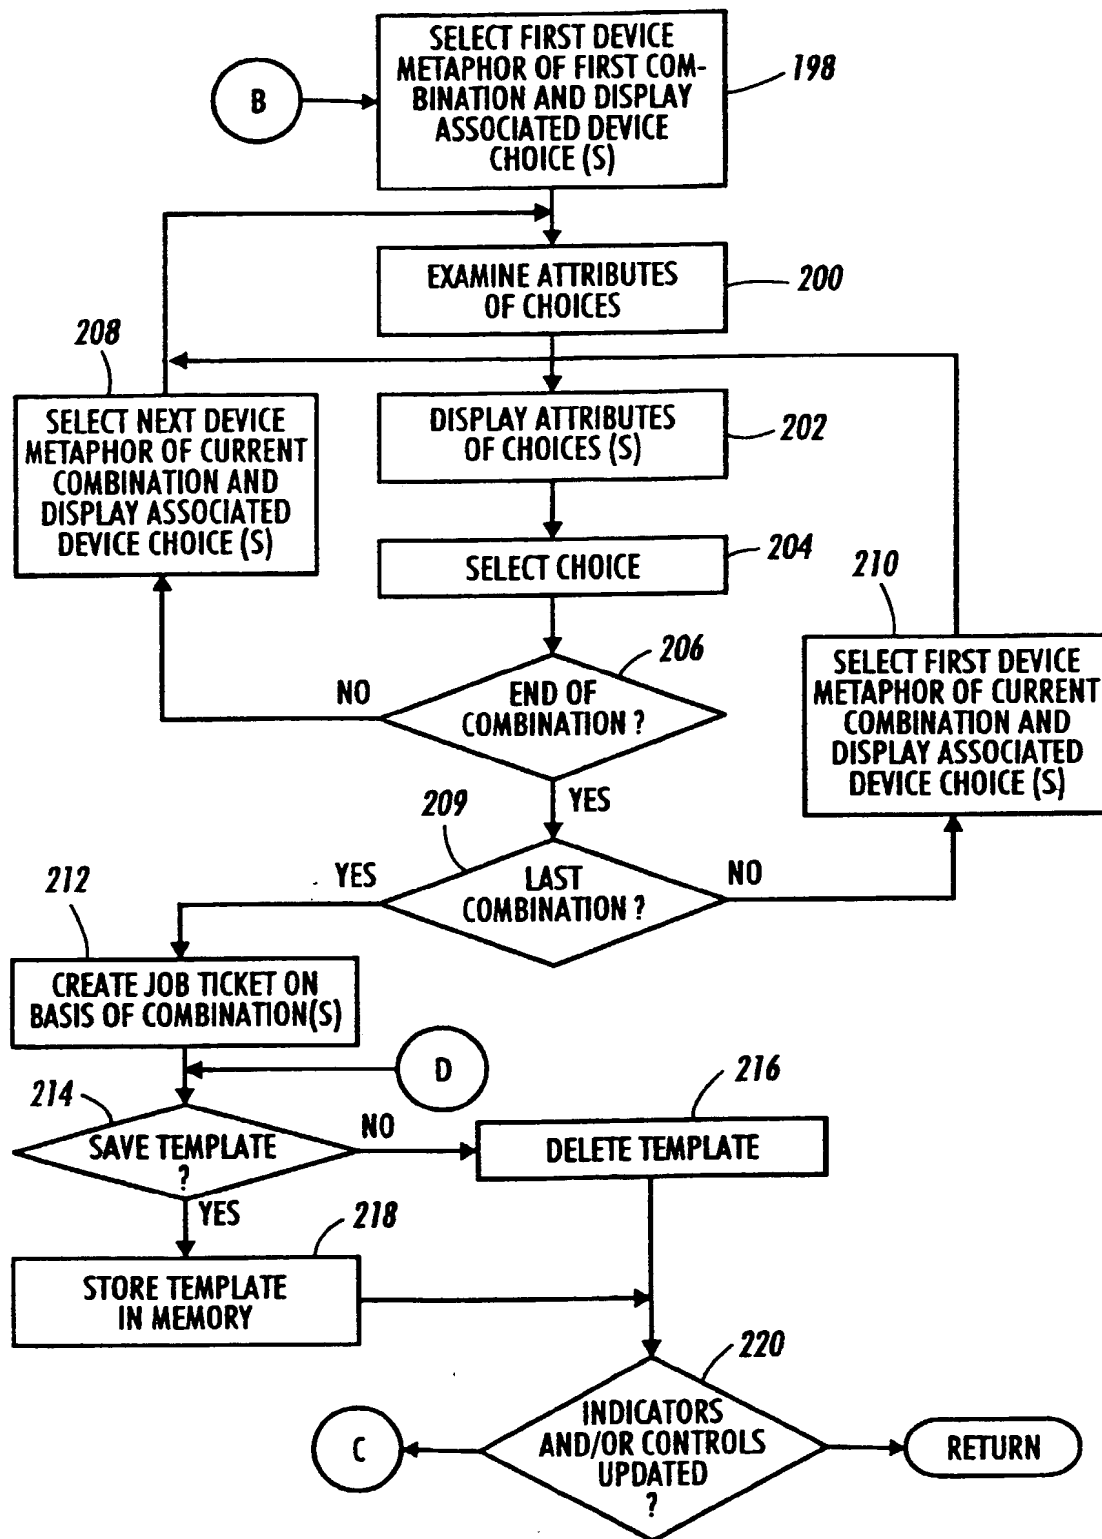 SELECT FIRST DEVICE
METAPHOR OF FIRST COM-
BINATION AND DISPLAY
ASSOCIATED DEVICE
CHOICE (S)
198
B
EXAMINE ATTRIBUTES
OF CHOICES
200
208
SELECT NEXT DEVICE
METAPHOR OF CURRENT
COMBINATION AND
DISPLAY ASSOCIATED
DEVICE CHOICE (S)
DISPLAY ATTRIBUTES
OF CHOICES (S)
202
SELECT CHOICE
204
210
SELECT FIRST DEVICE
METAPHOR OF CURRENT
COMBINATION AND
DISPLAY ASSOCIATED
DEVICE CHOICE (S)
206
NO
END OF
COMBINATION ?
YES
209
YES
LAST
COMBINATION ?
NO
212
CREATE JOB TICKET ON
BASIS OF COMBINATION(S)
D
214
SAVE TEMPLATE
?
NO
216
DELETE TEMPLATE
YES
218
STORE TEMPLATE
IN MEMORY
220
C
INDICATORS
AND/OR CONTROLS
UPDATED
?
RETURN